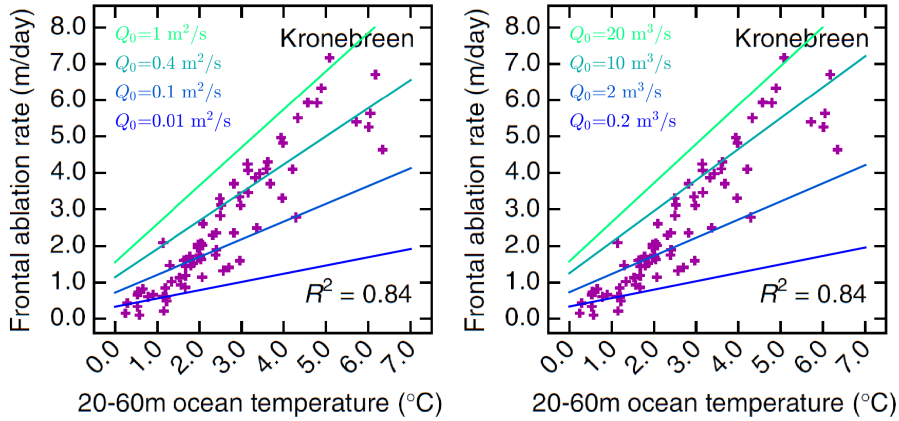 Kronebreen
Q₀=1 m²/s
Q₀=0.4 m²/s
Q₀=0.1 m²/s
Q₀=0.01 m²/s
R² = 0.84
Frontal ablation rate (m/day)
8.0
7.0
6.0
5.0
4.0
3.0
2.0
1.0
0.0
0.0 1.0 2.0 3.0 4.0 5.0 6.0 7.0
20-60m ocean temperature (°C)
Kronebreen
Q₀=20 m³/s
Q₀=10 m³/s
Q₀=2 m³/s
Q₀=0.2 m³/s
R² = 0.84
Frontal ablation rate (m/day)
8.0
7.0
6.0
5.0
4.0
3.0
2.0
1.0
0.0
0.0 1.0 2.0 3.0 4.0 5.0 6.0 7.0
20-60m ocean temperature (°C)